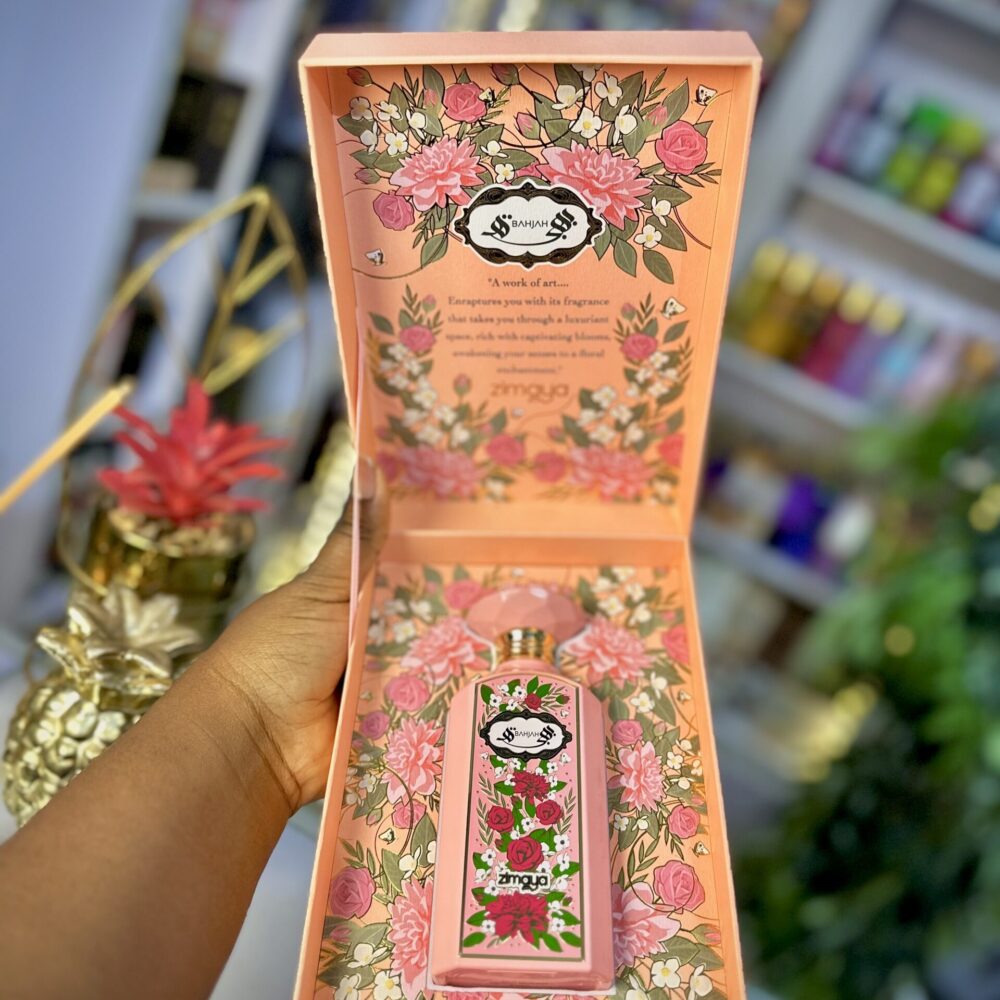 بهجة
BAHJAH
"A work of art....
Enraptures you with its fragrance
that takes you through a luxuriant
space, rich with captivating blooms,
awakening your senses to a floral
enchantment."
zimaya
بهجة
BAHJAH
zimaya